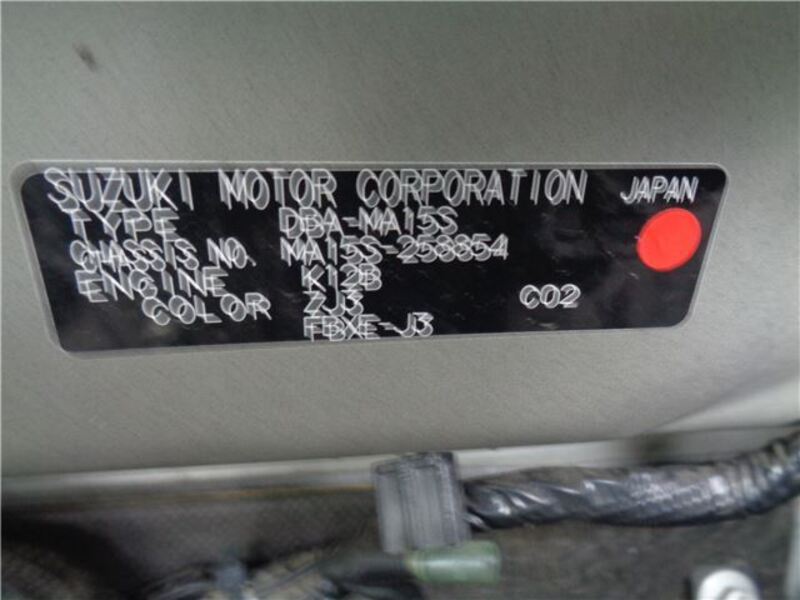 SUZUKI MOTOR CORPORATION JAPAN
TYPE DBA-MA15S
CHASSIS NO. MA15S-258854
ENGINE K12B
COLOR ZJ3 C02
FBXE-J3